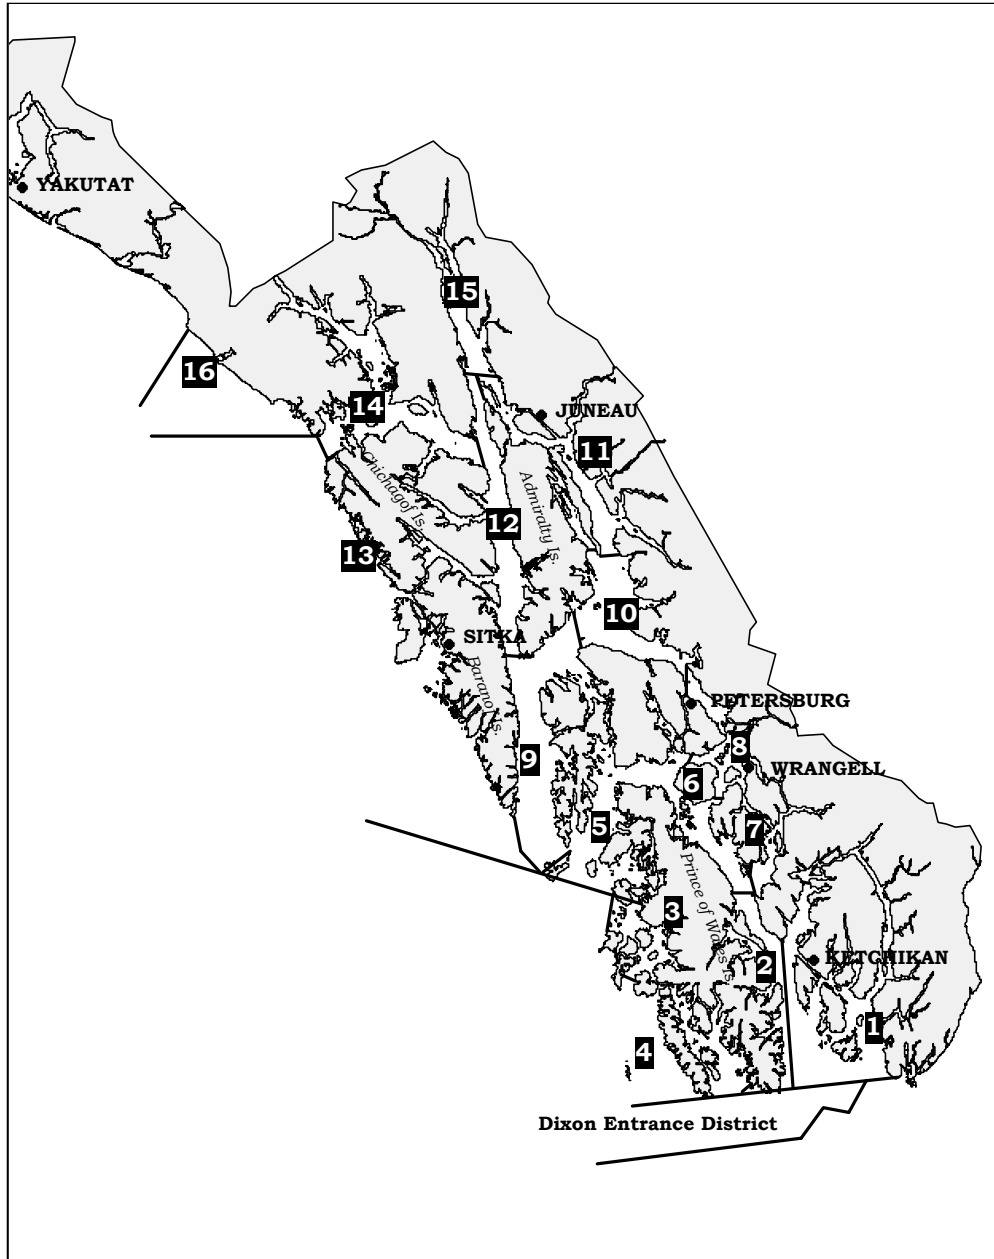 YAKUTAT
15
16
14
JUNEAU
11
Chichagof Is.
Admiralty Is.
12
13
10
SITKA
Baranof Is.
PETERSBURG
8
9
WRANGELL
6
5
7
Prince of Wales Is.
3
KETCHIKAN
2
1
4
Dixon Entrance District